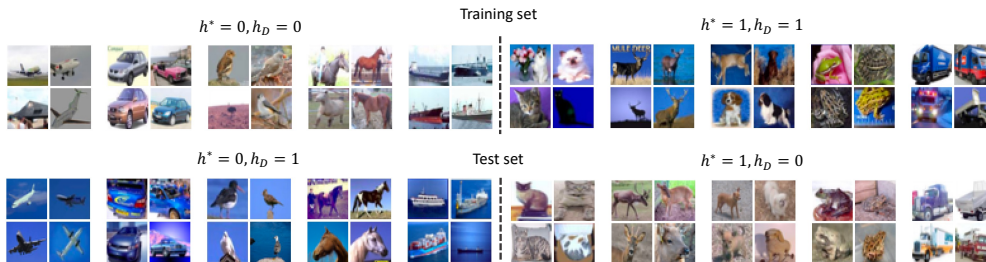 Training set
h* = 0, h_D = 0
h* = 1, h_D = 1
MULE DEER
Test set
h* = 0, h_D = 1
h* = 1, h_D = 0